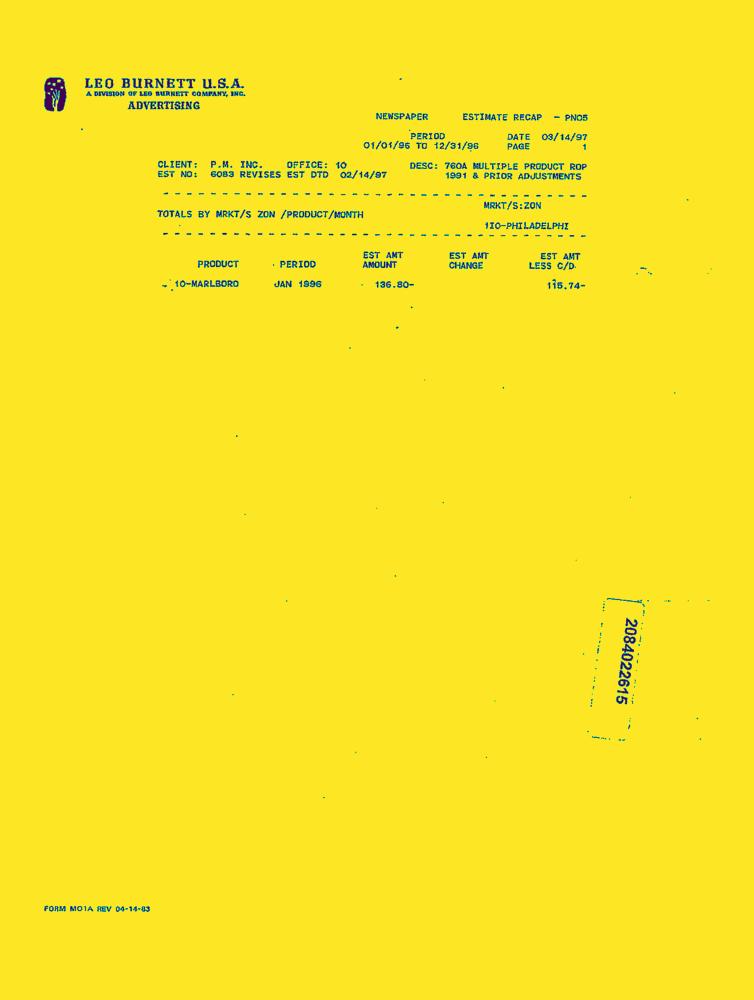 LEO BURNETT U.S.A.
A DIVISION OF LEO BURNETT COMPANY, INC.
ADVERTISING
NEWSPAPER ESTIMATE RECAP - PN05
PERIOD DATE 03/14/97
01/01/96 TO 12/31/96 PAGE 1
CLIENT: P.M. INC. OFFICE: 10 DESC: 760A MULTIPLE PRODUCT ROP
EST NO: 6083 REVISES EST DTD 02/14/97 1991 & PRIOR ADJUSTMENTS
MRKT/S:ZON
TOTALS BY MRKT/S ZON /PRODUCT/MONTH
110-PHILADELPHI
EST AMT EST AMT EST AMT
PRODUCT PERIOD AMOUNT CHANGE LESS C/D
10-MARLBORO JAN 1996 136.80- 115.74-
2084022615
FORM MO1A REV 04-14-83